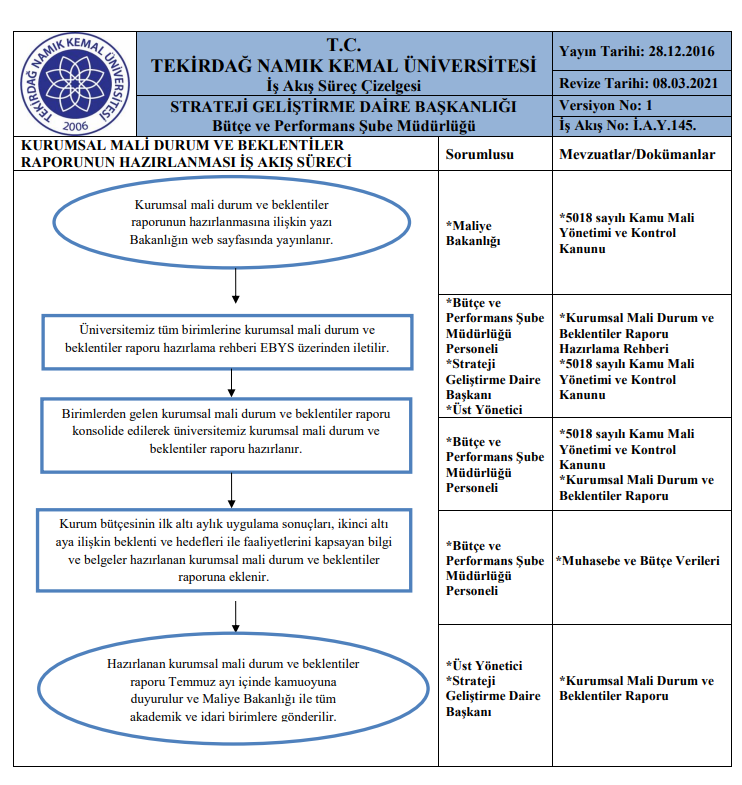 TEKİRDAĞ NAMIK KEMAL ÜNİVERSİTESİ
2006
T.C.
TEKİRDAĞ NAMIK KEMAL ÜNİVERSİTESİ
İş Akış Süreç Çizelgesi
STRATEJİ GELİŞTİRME DAİRE BAŞKANLIĞI
Bütçe ve Performans Şube Müdürlüğü
Yayın Tarihi: 28.12.2016
Revize Tarihi: 08.03.2021
Versiyon No: 1
İş Akış No: İ.A.Y.145.
KURUMSAL MALİ DURUM VE BEKLENTİLER
RAPORUNUN HAZIRLANMASI İŞ AKIŞ SÜRECİ
Sorumlusu
Mevzuatlar/Dokümanlar
Kurumsal mali durum ve beklentiler
raporunun hazırlanmasına ilişkin yazı
Bakanlığın web sayfasında yayınlanır.
*Maliye
Bakanlığı
*5018 sayılı Kamu Mali
Yönetimi ve Kontrol
Kanunu
Üniversitemiz tüm birimlerine kurumsal mali durum ve
beklentiler raporu hazırlama rehberi EBYS üzerinden iletilir.
*Bütçe ve
Performans Şube
Müdürlüğü
Personeli
*Strateji
Geliştirme Daire
Başkanı
*Üst Yönetici
*Kurumsal Mali Durum ve
Beklentiler Raporu
Hazırlama Rehberi
*5018 sayılı Kamu Mali
Yönetimi ve Kontrol
Kanunu
Birimlerden gelen kurumsal mali durum ve beklentiler raporu
konsolide edilerek üniversitemiz kurumsal mali durum ve
beklentiler raporu hazırlanır.
*Bütçe ve
Performans Şube
Müdürlüğü
Personeli
*5018 sayılı Kamu Mali
Yönetimi ve Kontrol
Kanunu
*Kurumsal Mali Durum ve
Beklentiler Raporu
Kurum bütçesinin ilk altı aylık uygulama sonuçları, ikinci altı
aya ilişkin beklenti ve hedefleri ile faaliyetlerini kapsayan bilgi
ve belgeler hazırlanan kurumsal mali durum ve beklentiler
raporuna eklenir.
*Bütçe ve
Performans Şube
Müdürlüğü
Personeli
*Muhasebe ve Bütçe Verileri
Hazırlanan kurumsal mali durum ve beklentiler
raporu Temmuz ayı içinde kamuoyuna
duyurulur ve Maliye Bakanlığı ile tüm
akademik ve idari birimlere gönderilir.
*Üst Yönetici
*Strateji
Geliştirme Daire
Başkanı
*Kurumsal Mali Durum ve
Beklentiler Raporu